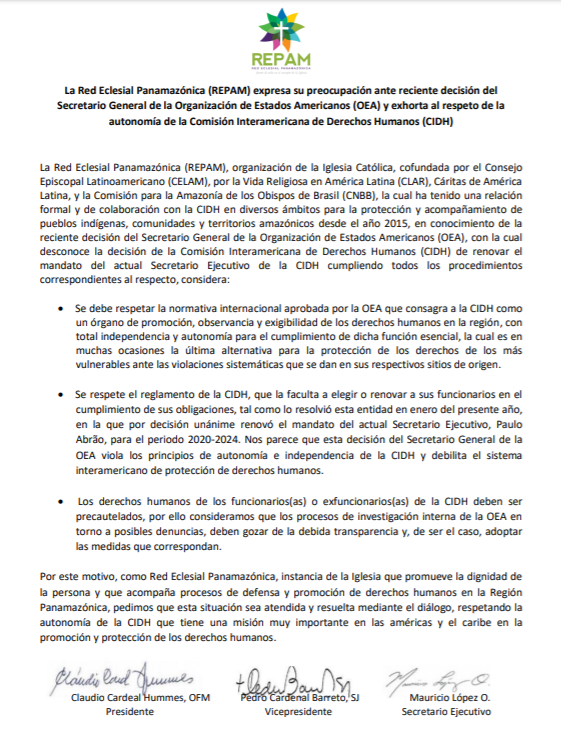 REPAM
RED ECLESIAL PANAMAZÓNICA
La Red Eclesial Panamazónica (REPAM) expresa su preocupación ante reciente decisión del
Secretario General de la Organización de Estados Americanos (OEA) y exhorta al respeto de la
autonomía de la Comisión Interamericana de Derechos Humanos (CIDH)
La Red Eclesial Panamazónica (REPAM), organización de la Iglesia Católica, cofundada por el Consejo
Episcopal Latinoamericano (CELAM), por la Vida Religiosa en América Latina (CLAR), Cáritas de América
Latina, y la Comisión para la Amazonía de los Obispos de Brasil (CNBB), la cual ha tenido una relación
formal y de colaboración con la CIDH en diversos ámbitos para la protección y acompañamiento de
pueblos indígenas, comunidades y territorios amazónicos desde el año 2015, en conocimiento de la
reciente decisión del Secretario General de la Organización de Estados Americanos (OEA), con la cual
desconoce la decisión de la Comisión Interamericana de Derechos Humanos (CIDH) de renovar el
mandato del actual Secretario Ejecutivo de la CIDH cumpliendo todos los procedimientos
correspondientes al respecto, considera:
• Se debe respetar la normativa internacional aprobada por la OEA que consagra a la CIDH como
un órgano de promoción, observancia y exigibilidad de los derechos humanos en la región, con
total independencia y autonomía para el cumplimiento de dicha función esencial, la cual es en
muchas ocasiones la última alternativa para la protección de los derechos de los más
vulnerables ante las violaciones sistemáticas que se dan en sus respectivos sitios de origen.
• Se respete el reglamento de la CIDH, que la faculta a elegir o renovar a sus funcionarios en el
cumplimiento de sus obligaciones, tal como lo resolvió esta entidad en enero del presente año,
en la que por decisión unánime renovó el mandato del actual Secretario Ejecutivo, Paulo
Abrão, para el periodo 2020-2024. Nos parece que esta decisión del Secretario General de la
OEA viola los principios de autonomía e independencia de la CIDH y debilita el sistema
interamericano de protección de derechos humanos.
• Los derechos humanos de los funcionarios(as) o exfuncionarios(as) de la CIDH deben ser
precautelados, por ello consideramos que los procesos de investigación interna de la OEA en
torno a posibles denuncias, deben gozar de la debida transparencia y, de ser el caso, adoptar
las medidas que correspondan.
Por este motivo, como Red Eclesial Panamazónica, instancia de la Iglesia que promueve la dignidad de
la persona y que acompaña procesos de defensa y promoción de derechos humanos en la Región
Panamazónica, pedimos que esta situación sea atendida y resuelta mediante el diálogo, respetando la
autonomía de la CIDH que tiene una misión muy importante en las américas y el caribe en la
promoción y protección de los derechos humanos.
Claudio Cardeal Hummes, OFM Pedro Cardenal Barreto, SJ Mauricio López O.
Presidente Vicepresidente Secretario Ejecutivo